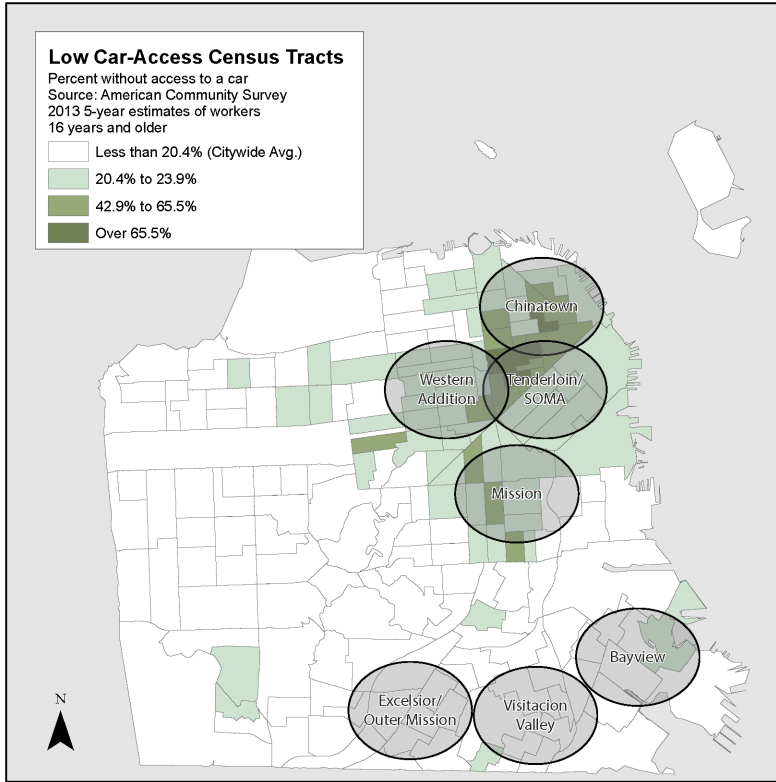 Low Car-Access Census Tracts
Percent without access to a car
Source: American Community Survey
2013 5-year estimates of workers
16 years and older
Less than 20.4% (Citywide Avg.)
20.4% to 23.9%
42.9% to 65.5%
Over 65.5%
Chinatown
Western
Addition
Tenderloin/
SOMA
Mission
Bayview
Excelsior/
Outer Mission
Visitacion
Valley
N